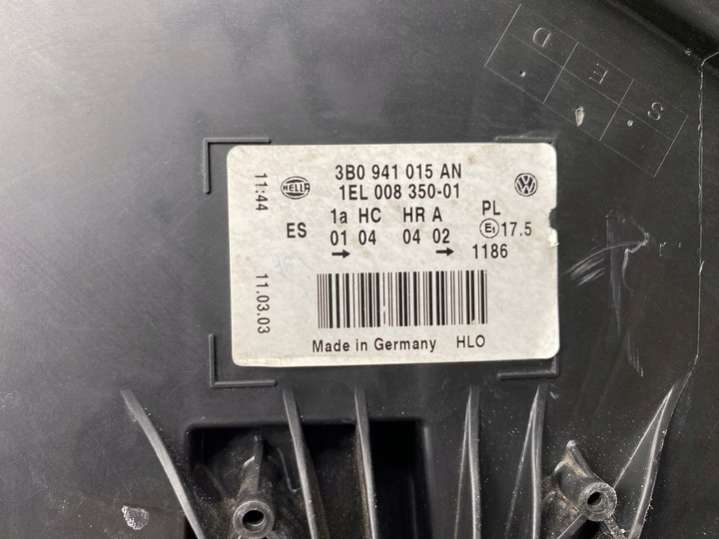 S E D
HELLA
3B0 941 015 AN
1EL 008 350-01
11:44
ES
1a HC HR A PL
01 04 04 02 E1 17.5
1186
11.03.03
Made in Germany HLO